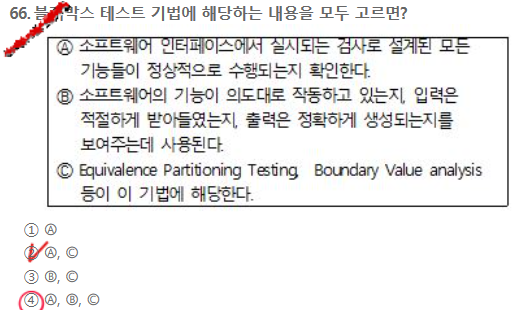 66. 블랙박스 테스트 기법에 해당하는 내용을 모두 고르면?
Ⓐ 소프트웨어 인터페이스에서 실시되는 검사로 설계된 모든
기능들이 정상적으로 수행되는지 확인한다.
Ⓑ 소프트웨어의 기능이 의도대로 작동하고 있는지, 입력은
적절하게 받아들였는지, 출력은 정확하게 생성되는지를
보여주는데 사용된다.
Ⓒ Equivalence Partitioning Testing, Boundary Value analysis
등이 이 기법에 해당한다.
① Ⓐ
② Ⓐ, Ⓒ
③ Ⓑ, Ⓒ
④ Ⓐ, Ⓑ, Ⓒ